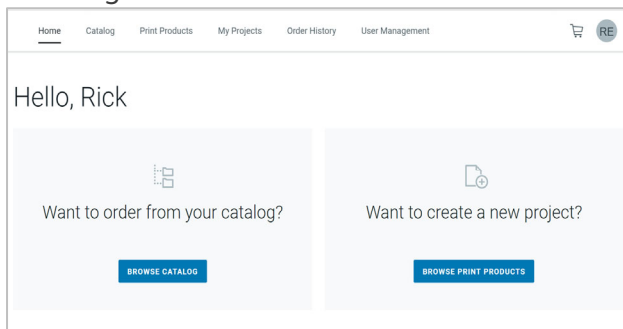 Home Catalog Print Products My Projects Order History User Management RE
Hello, Rick
Want to order from your catalog?
BROWSE CATALOG
Want to create a new project?
BROWSE PRINT PRODUCTS